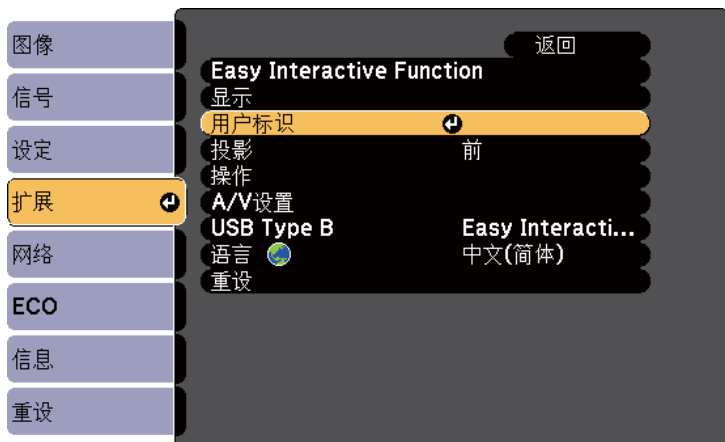 图像
信号
设定
扩展
网络
ECO
信息
重设
返回
Easy Interactive Function
显示
用户标识
投影 前
操作
A/V设置
USB Type B Easy Interacti...
语言 中文(简体)
重设